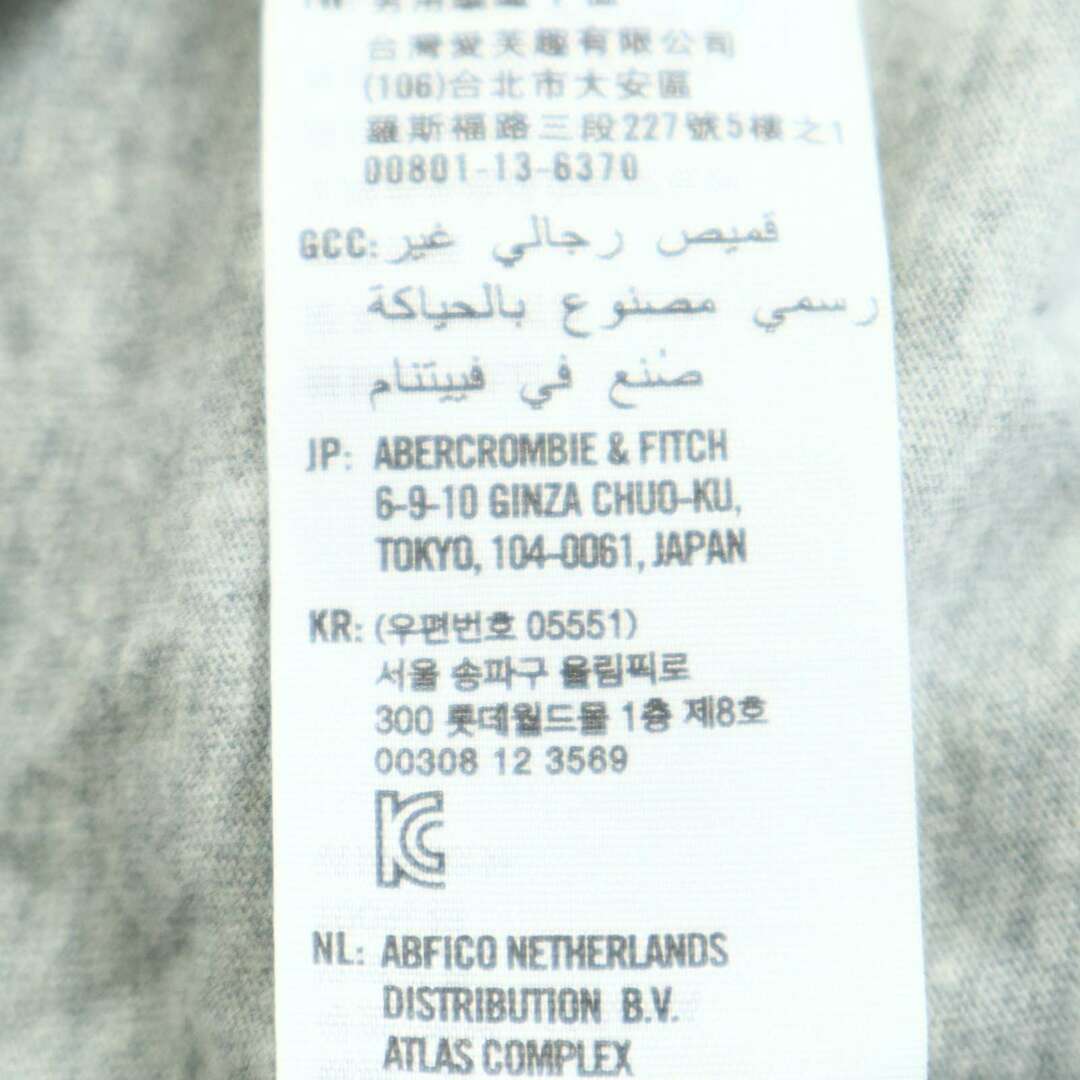 台灣愛芙趣有限公司
(106)台北市大安區
羅斯福路三段227號5樓之1
00801-13-6370
GCC: قميص رجالي غير
رسمي مصنوع بالحياكة
صُنع في فييتنام
JP: ABERCROMBIE & FITCH
6-9-10 GINZA CHUO-KU,
TOKYO, 104-0061, JAPAN
KR: (우편번호 05551)
서울 송파구 올림픽로
300 롯데월드몰 1층 제8호
00308 12 3569
KC
NL: ABFICO NETHERLANDS
DISTRIBUTION B.V.
ATLAS COMPLEX